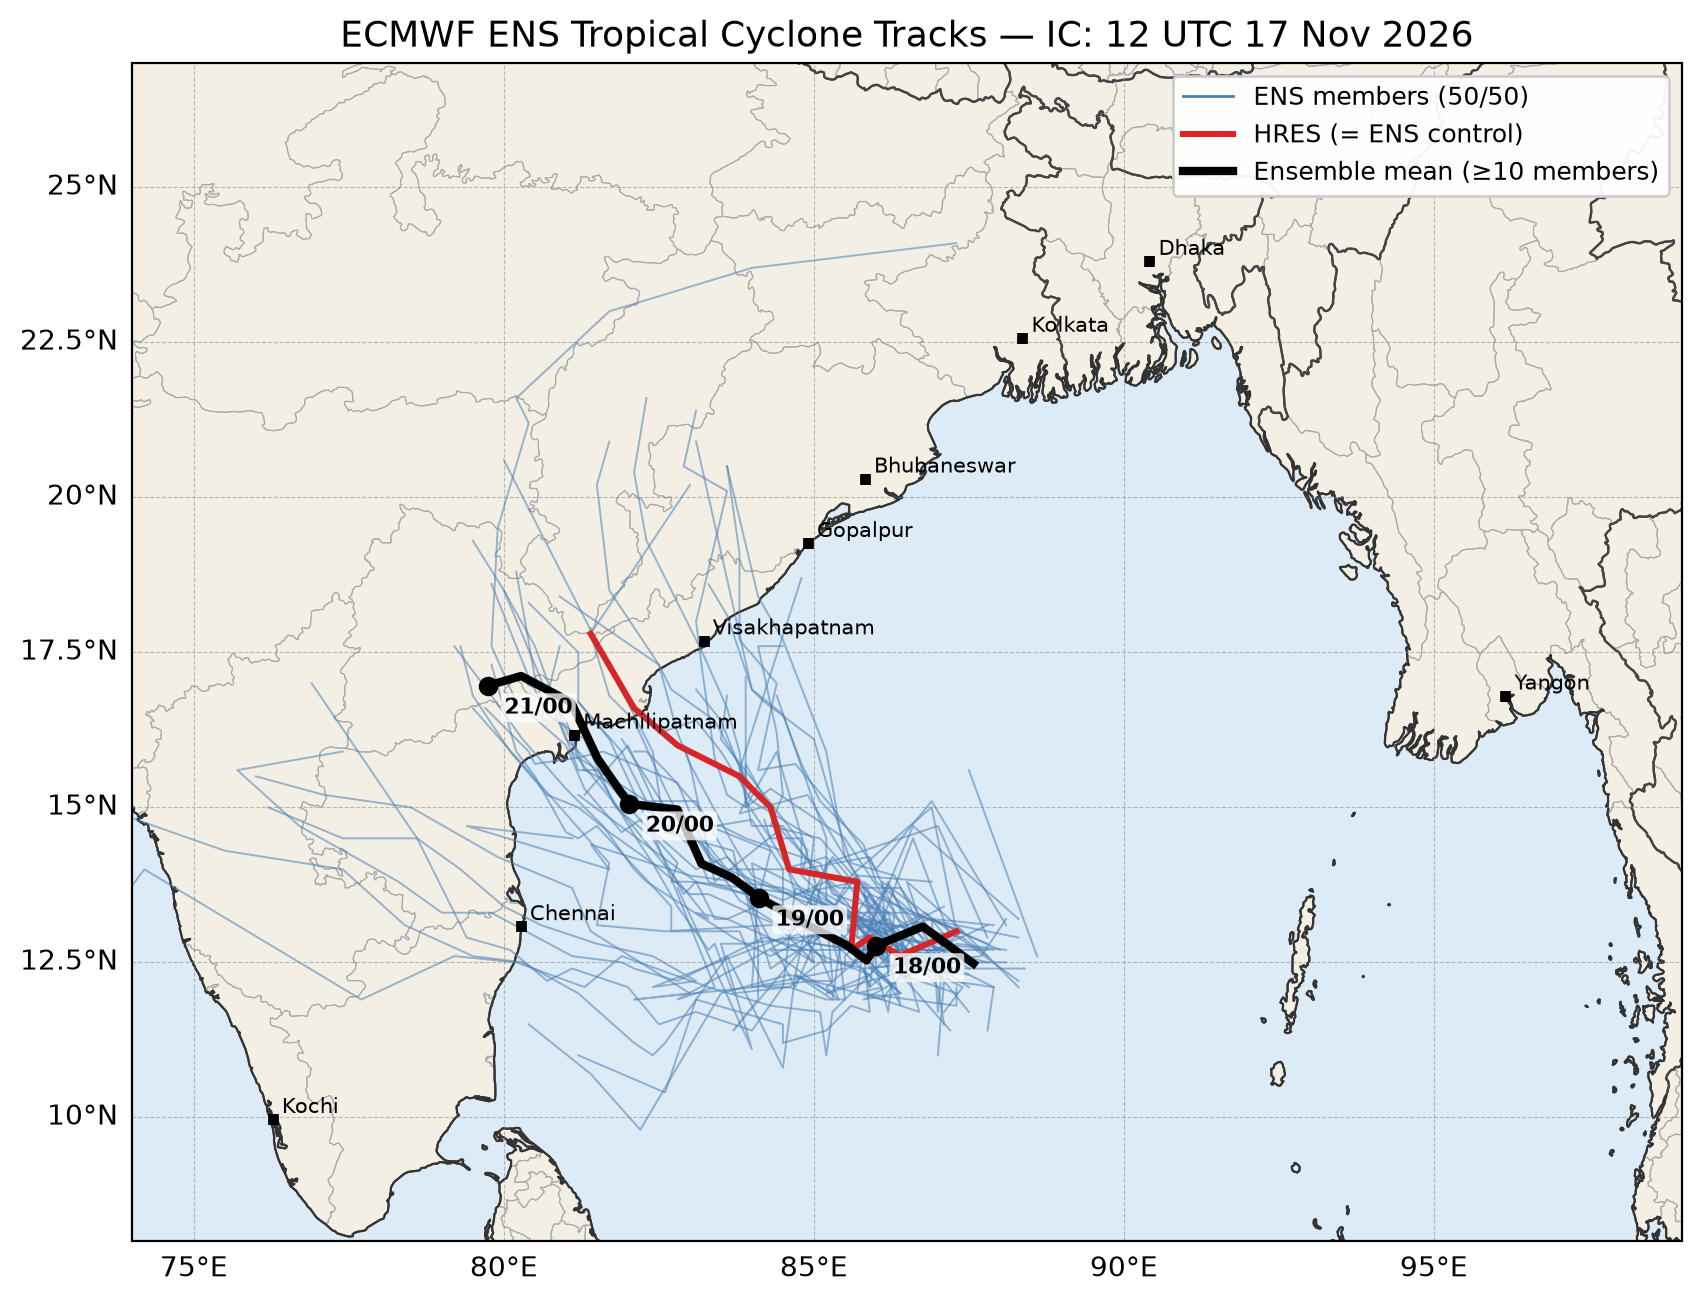 ECMWF ENS Tropical Cyclone Tracks — IC: 12 UTC 17 Nov 2026
ENS members (50/50)
HRES (= ENS control)
Ensemble mean (≥10 members)
25°N
22.5°N
20°N
17.5°N
15°N
12.5°N
10°N
Dhaka
Kolkata
Bhubaneswar
Gopalpur
Visakhapatnam
Yangon
21/00
Machilipatnam
20/00
Chennai
19/00
18/00
Kochi
75°E
80°E
85°E
90°E
95°E